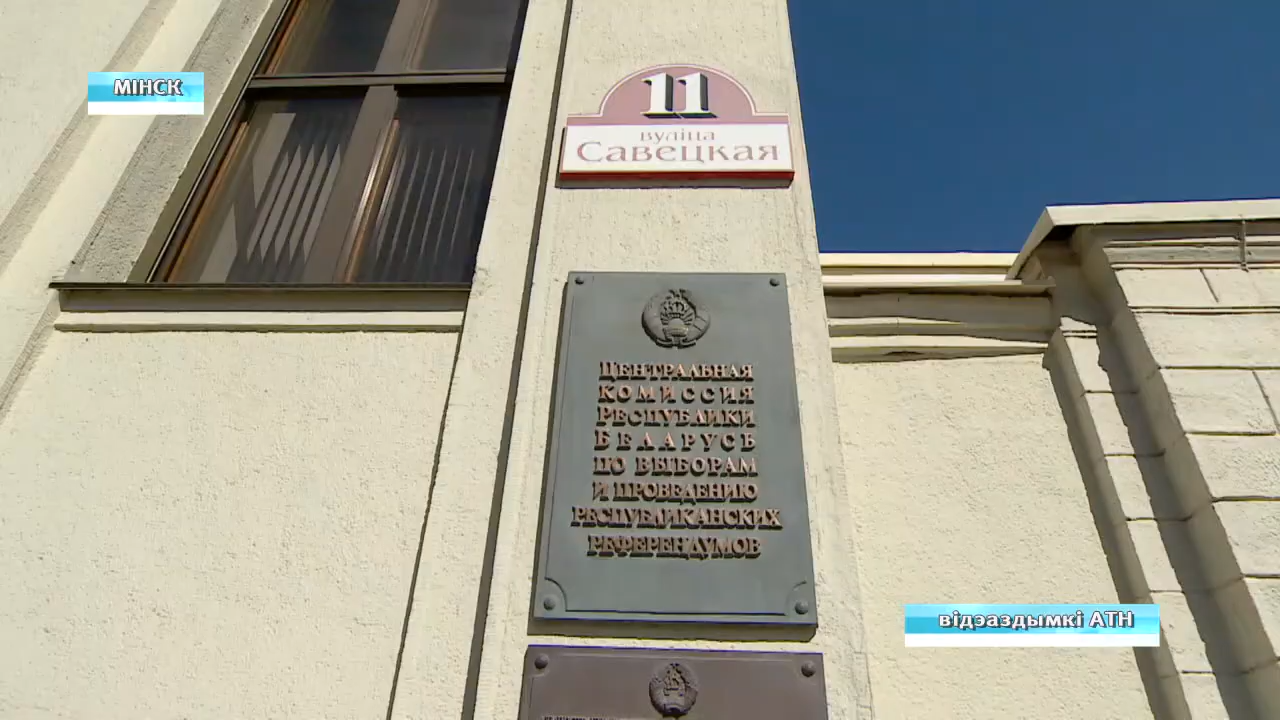 МІНСК
11
вуліца
Савецкая
ЦЕНТРАЛЬНАЯ
КОМИССИЯ
РЕСПУБЛИКИ
БЕЛАРУСЬ
ПО ВЫБОРАМ
И ПРОВЕДЕНИЮ
РЕСПУБЛИКАНСКИХ
РЕФЕРЕНДУМОВ
відэаздымкі АТН